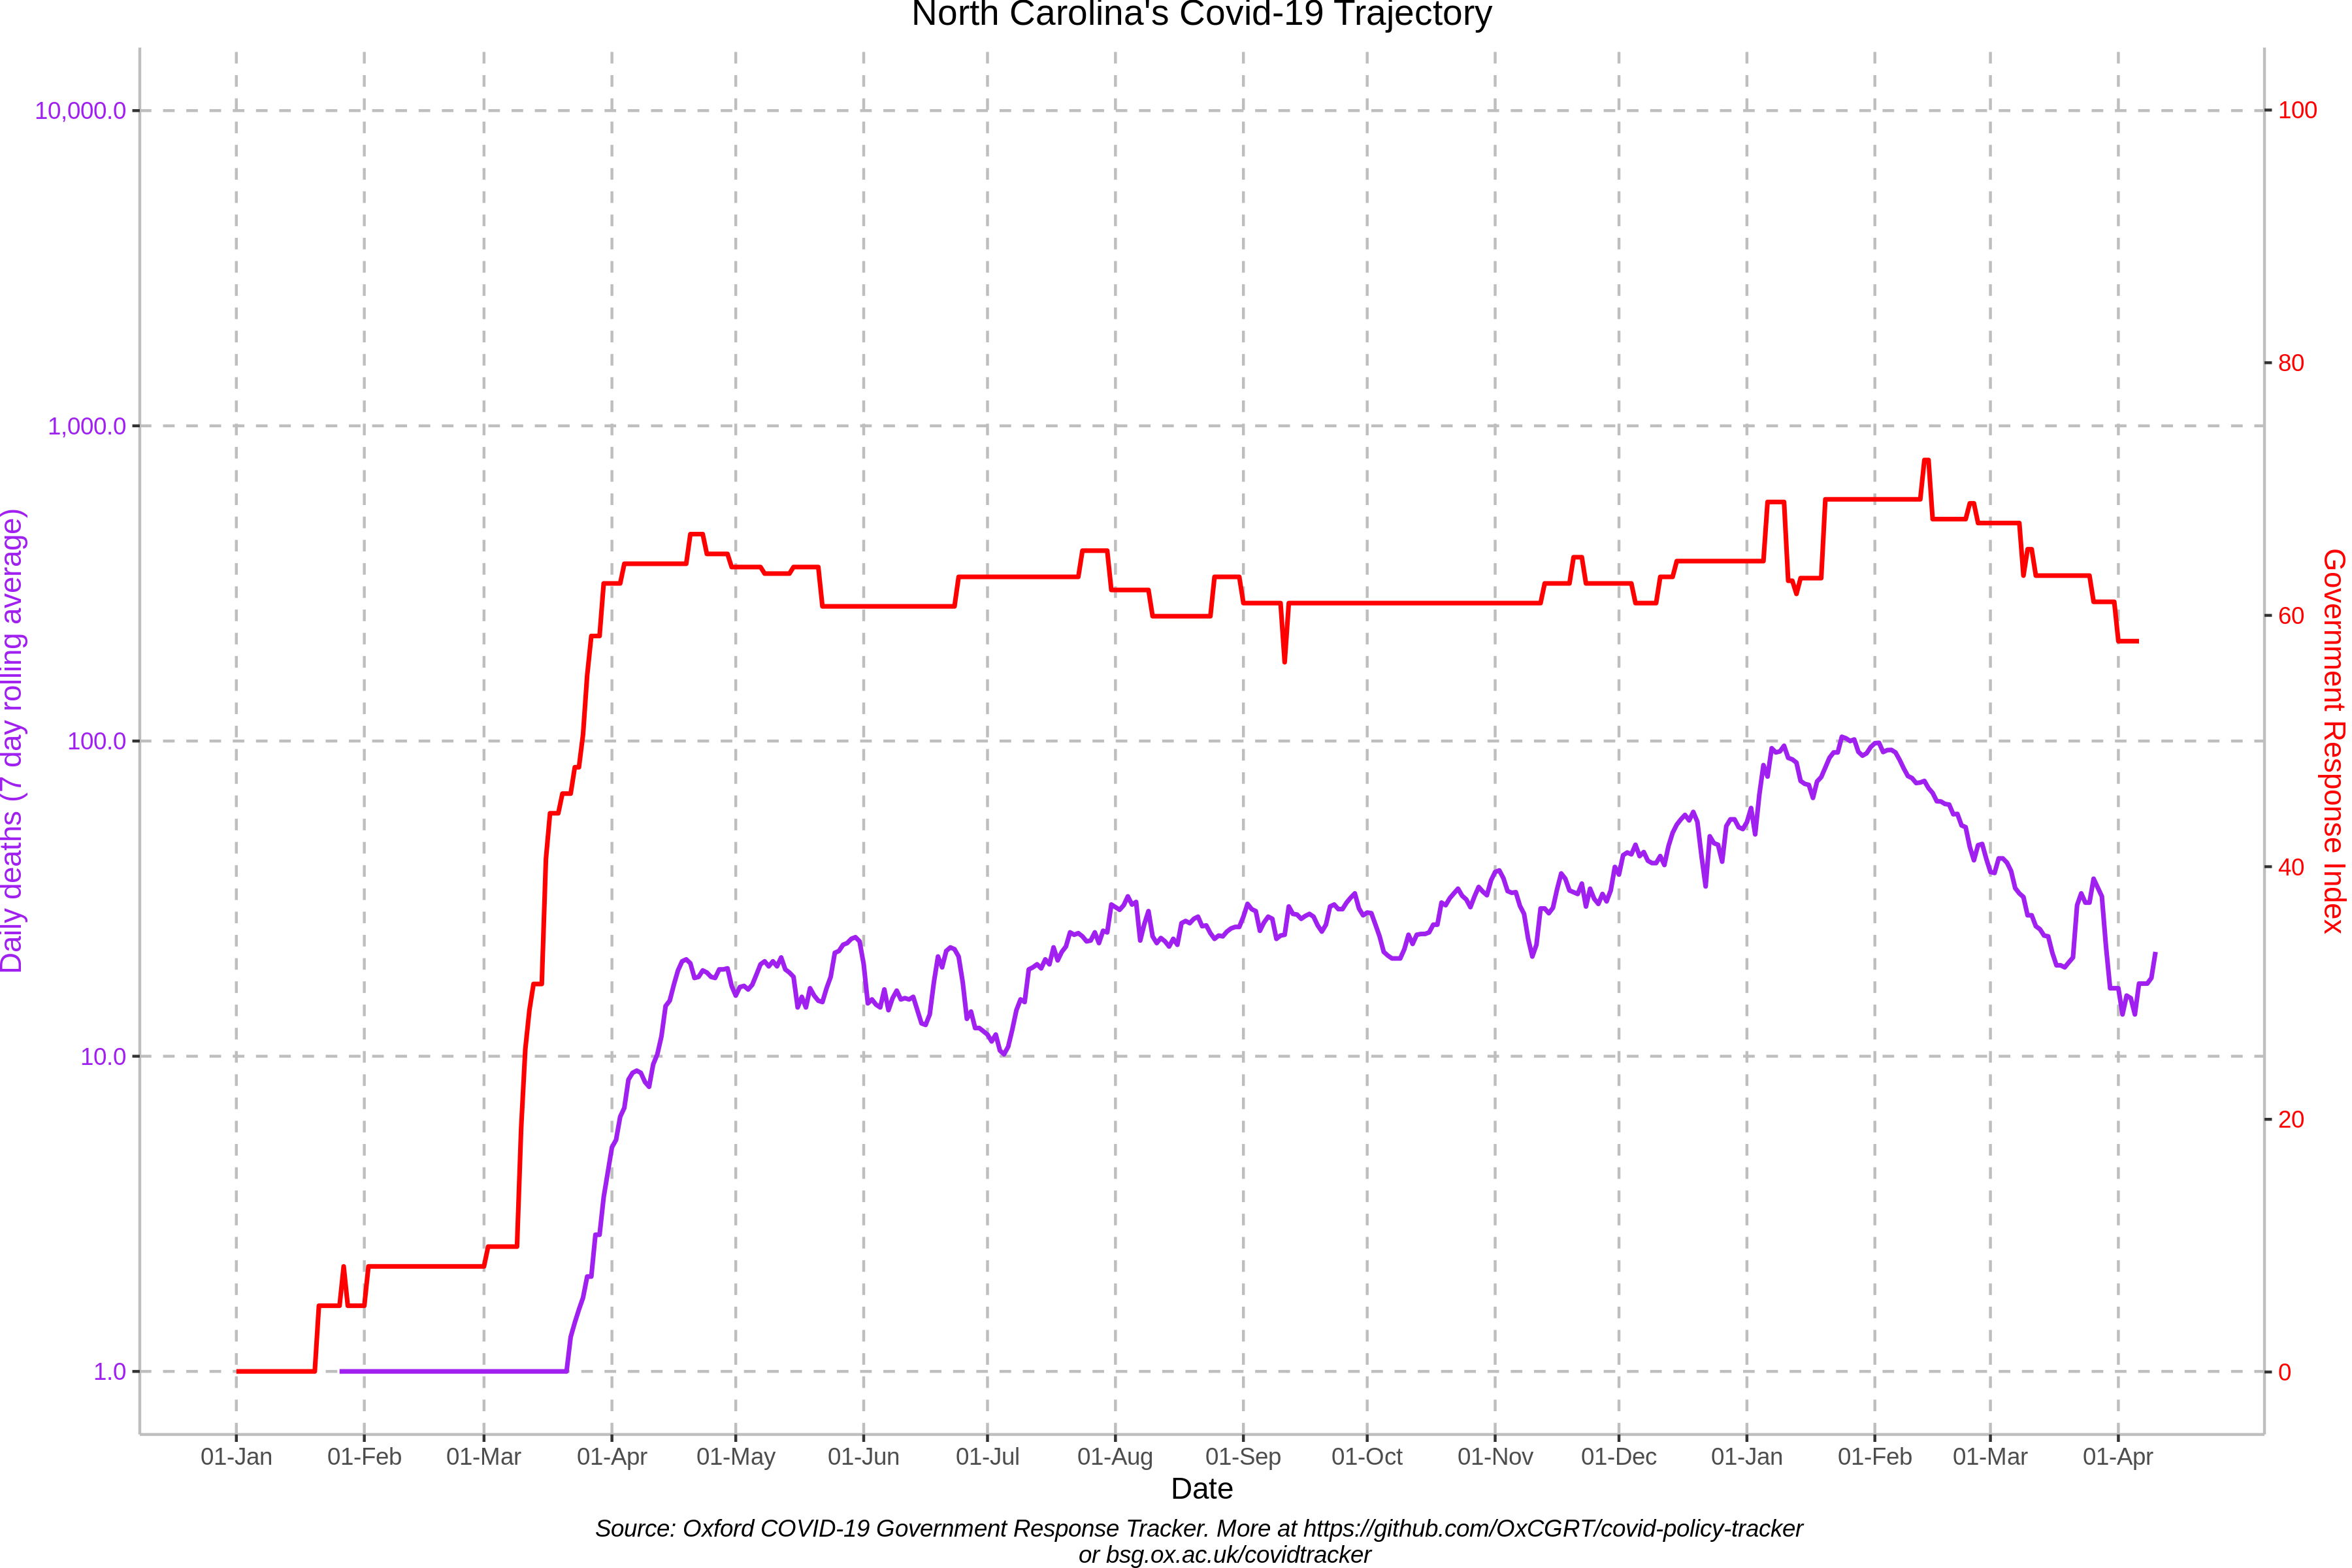 North Carolina's Covid-19 Trajectory
10,000.0
1,000.0
100.0
10.0
1.0
Daily deaths (7 day rolling average)
100
80
60
40
20
0
Government Response Index
01-Jan 01-Feb 01-Mar 01-Apr 01-May 01-Jun 01-Jul 01-Aug 01-Sep 01-Oct 01-Nov 01-Dec 01-Jan 01-Feb 01-Mar 01-Apr
Date
Source: Oxford COVID-19 Government Response Tracker. More at https://github.com/OxCGRT/covid-policy-tracker
or bsg.ox.ac.uk/covidtracker